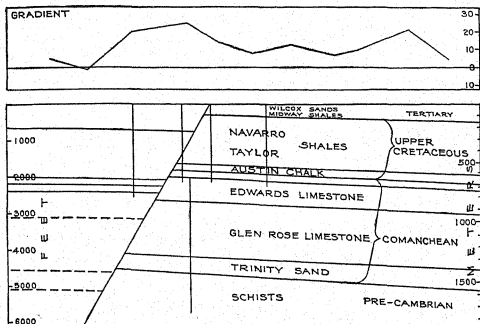 GRADIENT
30
20
10
0
10
WILCOX SANDS
MIDWAY SHALES
TERTIARY
NAVARRO
SHALES
TAYLOR
UPPER
CRETACEOUS
AUSTIN CHALK
EDWARDS LIMESTONE
GLEN ROSE LIMESTONE
COMANCHEAN
TRINITY SAND
SCHISTS
PRE-CAMBRIAN
1000
2000
3000
4000
5000
6000
FEET
500
1000
1500
METERS